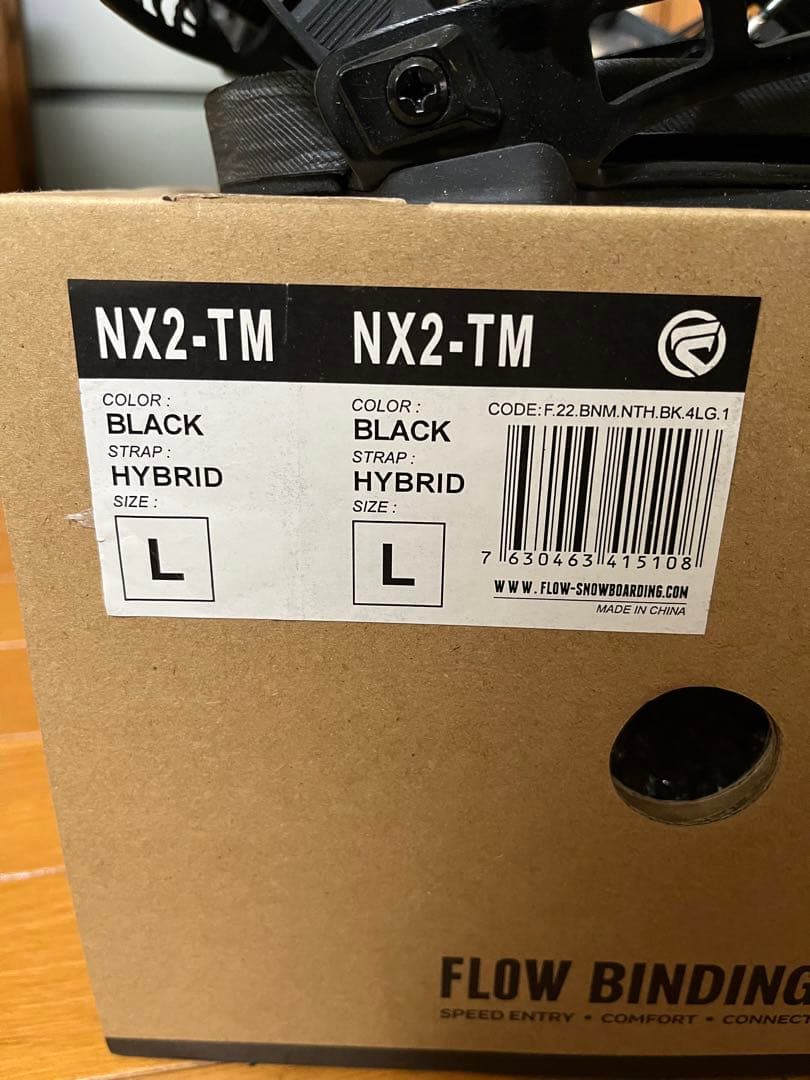 NX2-TM
COLOR :
BLACK
STRAP :
HYBRID
SIZE :
L
NX2-TM
COLOR :
BLACK
STRAP :
HYBRID
SIZE :
L
CODE:F.22.BNM.NTH.BK.4LG.1
7 630463 415108
WWW.FLOW-SNOWBOARDING.COM
MADE IN CHINA
FLOW BINDING
SPEED ENTRY • COMFORT • CONNECT